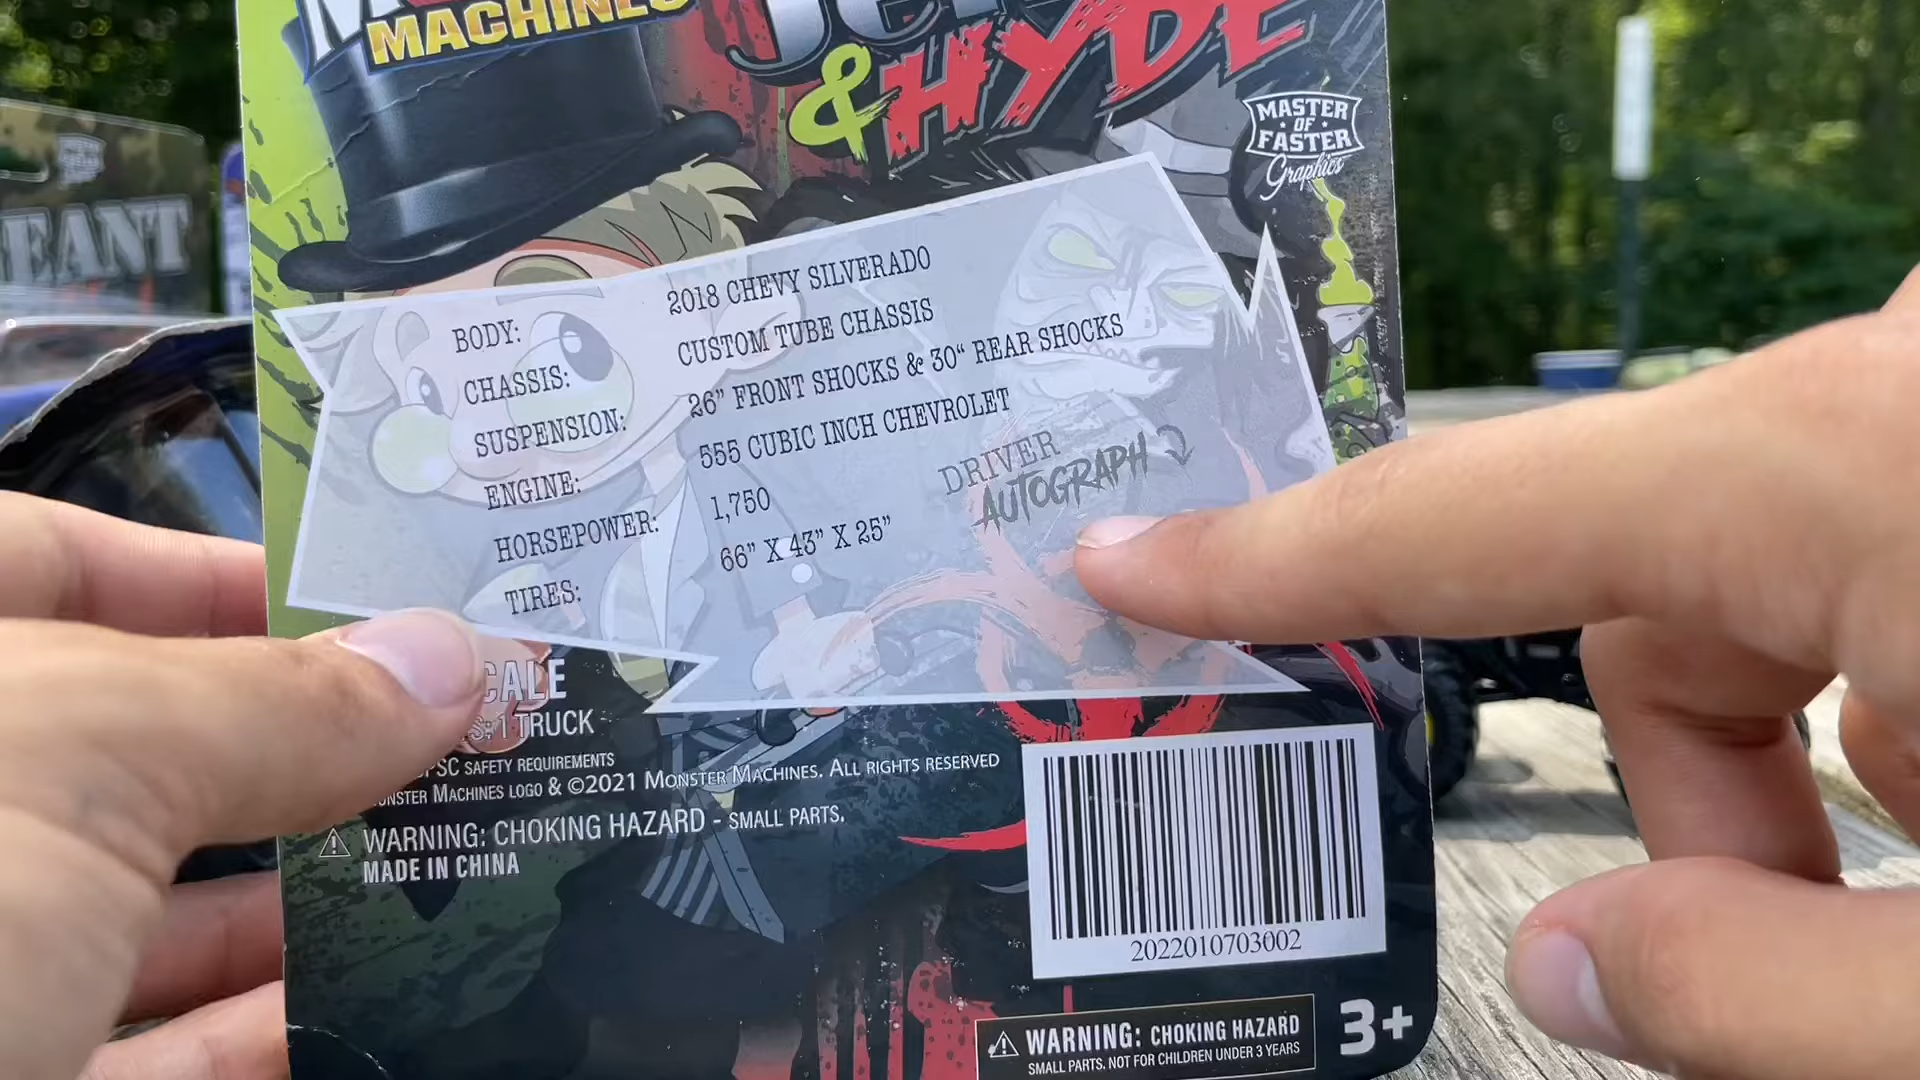 MACHINES
& HYDE
MASTER
OF
FASTER
Graphics
EANT
BODY: 2018 CHEVY SILVERADO
CHASSIS: CUSTOM TUBE CHASSIS
SUSPENSION: 26" FRONT SHOCKS & 30" REAR SHOCKS
ENGINE: 555 CUBIC INCH CHEVROLET
HORSEPOWER: 1,750
TIRES: 66" X 43" X 25"
DRIVER
AUTOGRAPH
CALE
S: 1 TRUCK
PSC SAFETY REQUIREMENTS
ONSTER MACHINES LOGO & ©2021 MONSTER MACHINES. ALL RIGHTS RESERVED
WARNING: CHOKING HAZARD - SMALL PARTS.
MADE IN CHINA
2022010703002
WARNING: CHOKING HAZARD
SMALL PARTS. NOT FOR CHILDREN UNDER 3 YEARS
3+